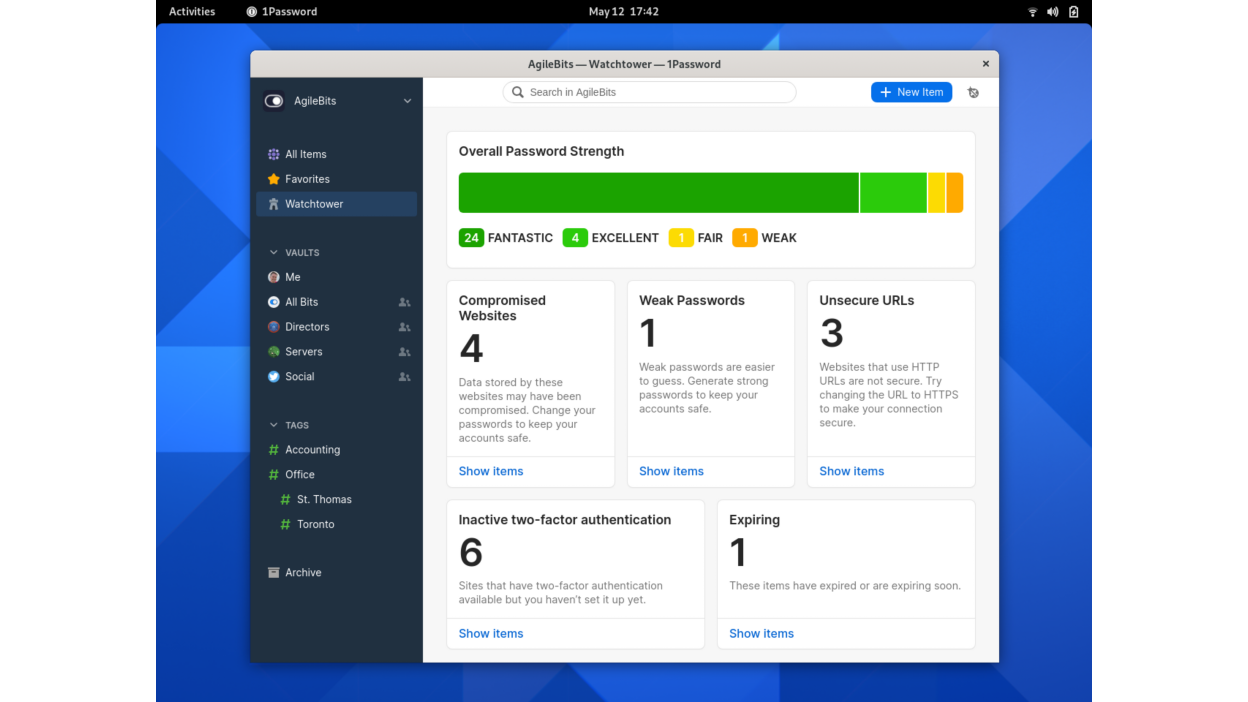 Activities
1Password
May 12 17:42
AgileBits — Watchtower — 1Password
×
AgileBits
Search in AgileBits
+ New Item
All Items
Favorites
Watchtower
VAULTS
Me
All Bits
Directors
Servers
Social
TAGS
# Accounting
# Office
# St. Thomas
# Toronto
Archive
Overall Password Strength
24 FANTASTIC 4 EXCELLENT 1 FAIR 1 WEAK
Compromised
Websites
4
Data stored by these
websites may have been
compromised. Change your
passwords to keep your
accounts safe.
Show items
Weak Passwords
1
Weak passwords are easier
to guess. Generate strong
passwords to keep your
accounts safe.
Show items
Unsecure URLs
3
Websites that use HTTP
URLs are not secure. Try
changing the URL to HTTPS
to make your connection
secure.
Show items
Inactive two-factor authentication
6
Sites that have two-factor authentication
available but you haven't set it up yet.
Show items
Expiring
1
These items have expired or are expiring soon.
Show items